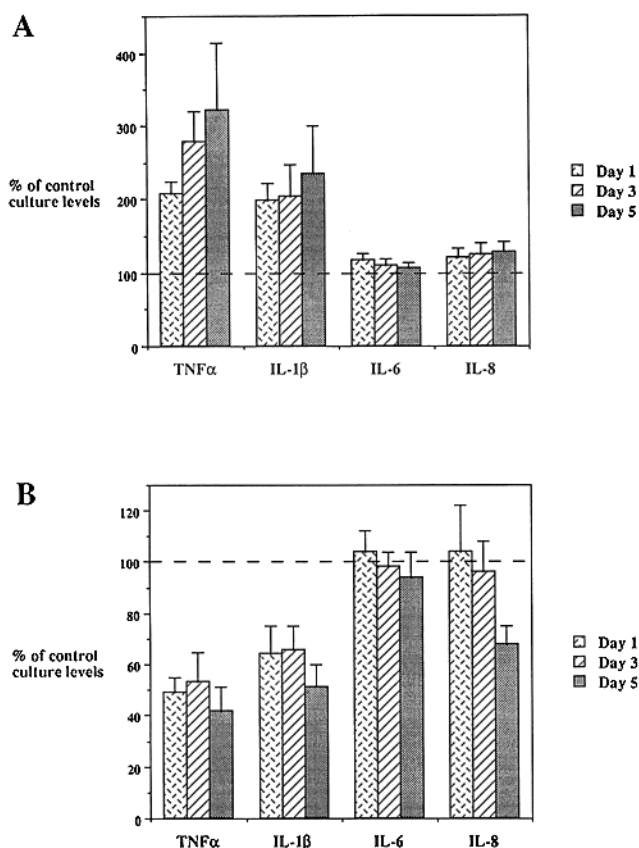 A
400
300
200
100
0
% of control
culture levels
TNFα
IL-1β
IL-6
IL-8
Day 1
Day 3
Day 5
B
120
100
80
60
40
20
0
% of control
culture levels
TNFα
IL-1β
IL-6
IL-8
Day 1
Day 3
Day 5